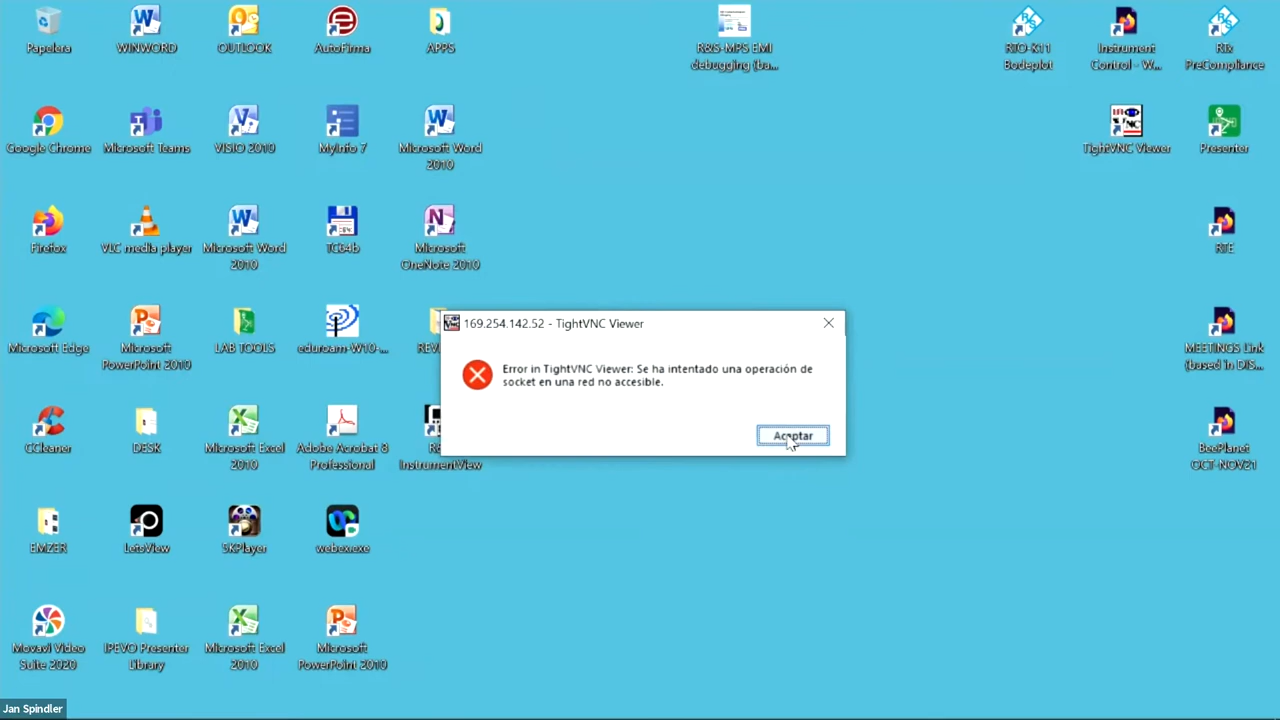 Papelera
WINWORD
OUTLOOK
AutoFirma
APPS
R&S-MPS EMI
debugging (ba...
RTO-K11
Bodeplot
Instrument
Control - W...
RTx
PreCompliance
Google Chrome
Microsoft Teams
VISIO 2010
MyInfo 7
Microsoft Word
2010
TightVNC Viewer
Presenter
Firefox
VLC media player
Microsoft Word
2010
TC64b
Microsoft
OneNote 2010
RTE
Microsoft Edge
Microsoft
PowerPoint 2010
LAB TOOLS
eduroam-W10-...
169.254.142.52 - TightVNC Viewer
Error in TightVNC Viewer: Se ha intentado una operación de
socket en una red no accesible.
Aceptar
MEETINGS Link
(based in DIS...
CCleaner
DESK
Microsoft Excel
2010
Adobe Acrobat 8
Professional
InstrumentView
BeePlanet
OCT-NOV21
EMZER
LetsView
5KPlayer
webex.exe
Movavi Video
Suite 2020
IPEVO Presenter
Library
Microsoft Excel
2010
Microsoft
PowerPoint 2010
Jan Spindler